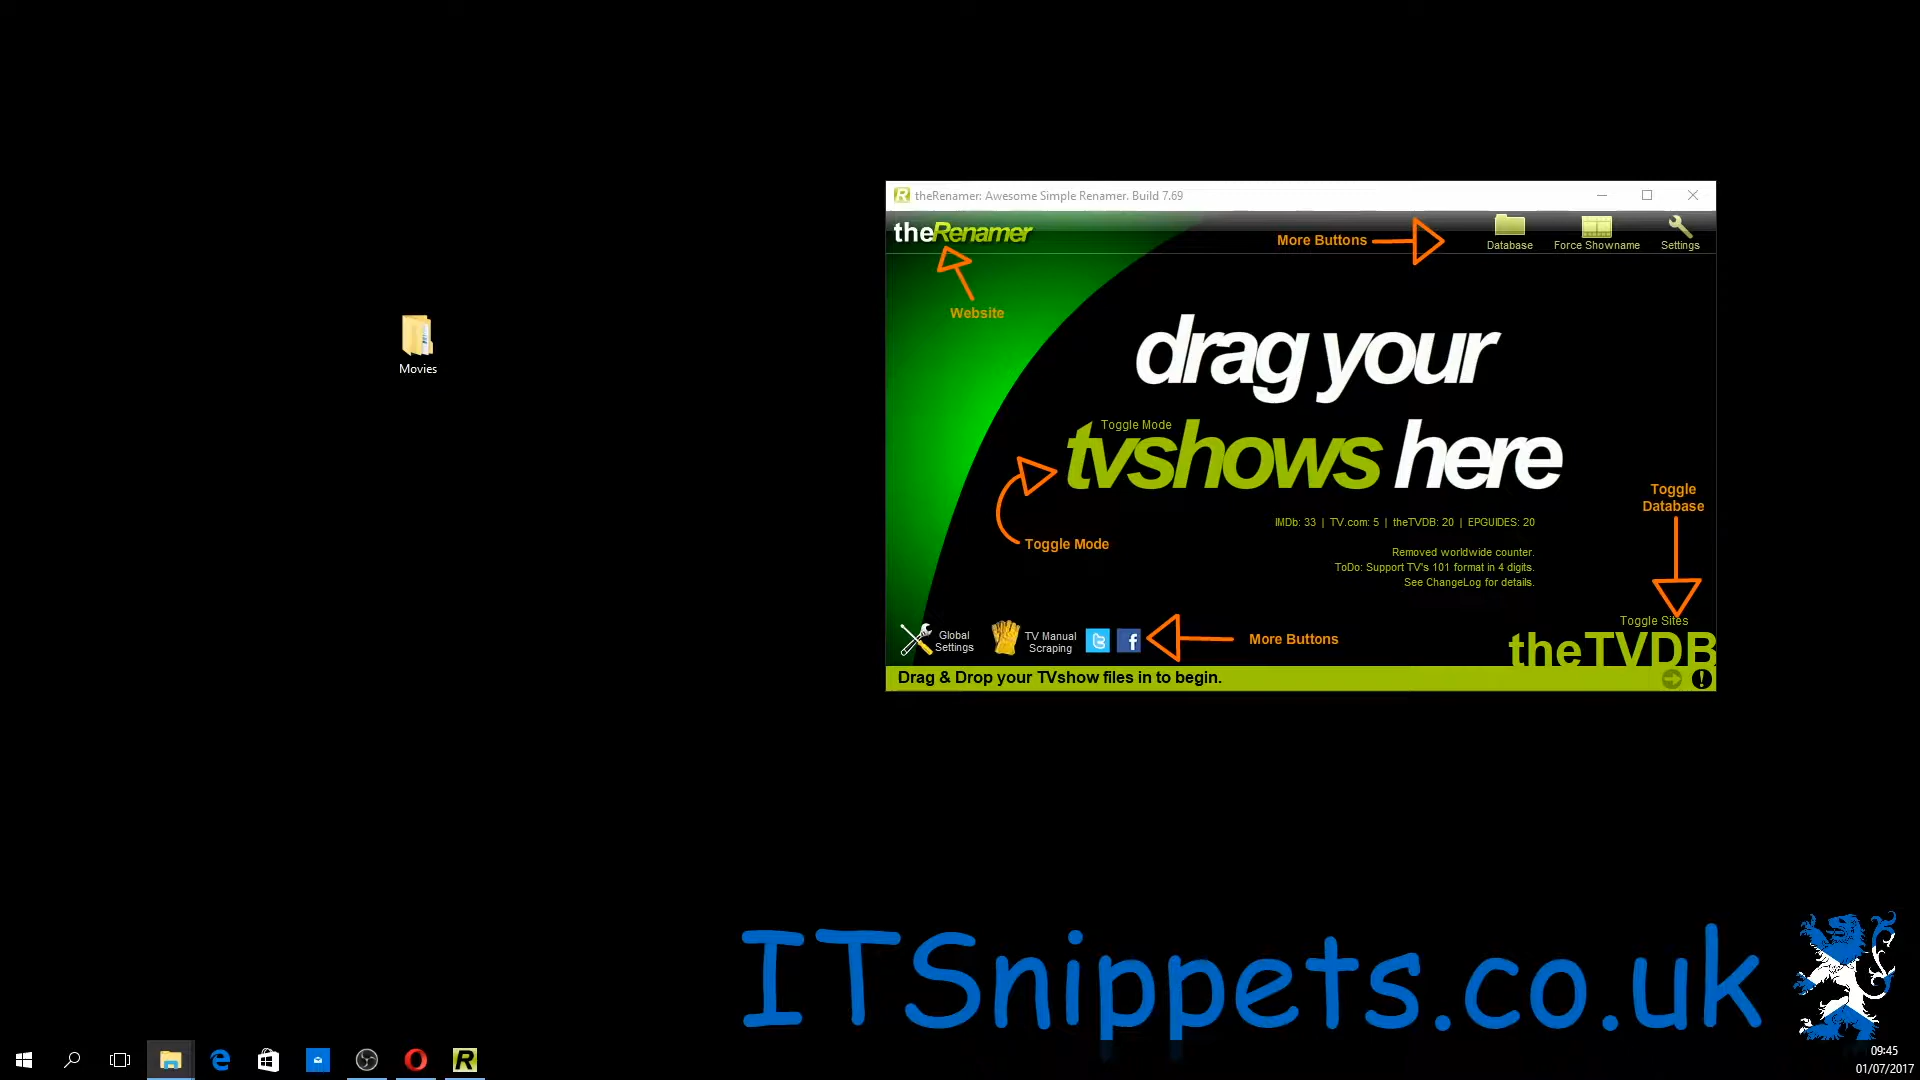 theRenamer: Awesome Simple Renamer. Build 7.69
theRenamer
More Buttons
Database
Force Showname
Settings
Website
Movies
drag your
Toggle Mode
tvshows here
Toggle Mode
Toggle
Database
IMDb: 33 | TV.com: 5 | theTVDB: 20 | EPGUIDES: 20
Removed worldwide counter.
ToDo: Support TV's 101 format in 4 digits.
See ChangeLog for details.
Toggle Sites
theTVDB
Global
Settings
TV Manual
Scraping
More Buttons
Drag & Drop your TVshow files in to begin.
ITSnippets.co.uk
09:45
01/07/2017